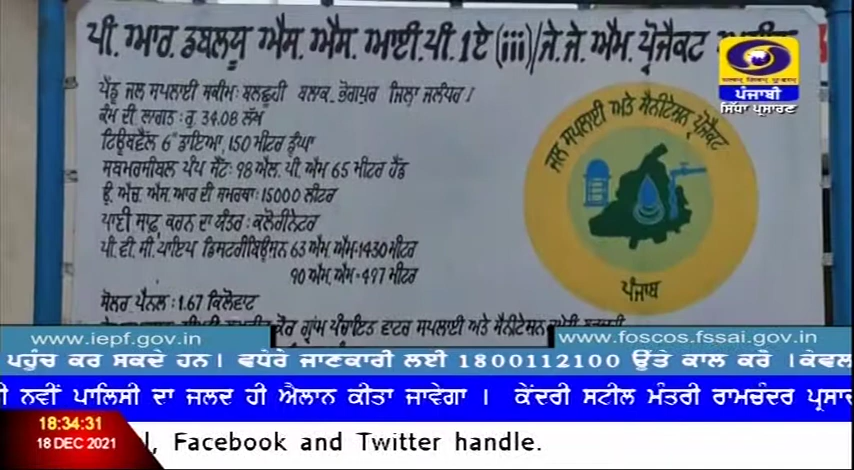 ਪੀ. ਆਰ. ਡਬਲਯੂ ਐਸ. ਐਸ. ਆਈ.ਪੀ. 1ਏ (iii)/ਜੇ.ਜੇ. ਐਮ. ਪ੍ਰੋਜੈਕਟ
ਪੰਜਾਬੀ
ਸਿੱਧਾ ਪ੍ਰਸਾਰਣ
ਪੇਂਡੂ ਜਲ ਸਪਲਾਈ ਸਕੀਮ: ਬਲਛੂਹੀ ਬਲਾਕ. ਭੋਗਪੁਰ ਜਿਲ੍ਹਾ ਜਲੰਧਰ।
ਕੰਮ ਦੀ ਲਾਗਤ: ਰੁ. 34.08 ਲੱਖ
ਟਿਊਬਵੈੱਲ 6" ਡਾਇਆ, 150 ਮੀਟਰ ਡੂੰਘਾ
ਸਬਮਰਸੀਬਲ ਪੰਪ ਸੈੱਟ: 98 ਐਲ. ਪੀ. ਐਮ 65 ਮੀਟਰ ਹੈੱਡ
ਉ. ਐਚ. ਐਸ. ਆਰ ਦੀ ਸਮਰਥਾ: 15000 ਲੀਟਰ
ਪਾਣੀ ਸਾਫ਼ ਕਰਨ ਦਾ ਯੰਤਰ : ਕਲੋਰੀਨੇਟਰ
ਪੀ. ਵੀ. ਸੀ. ਪਾਇਪ ਡਿਸਟਰੀਬਿਊਸਨ 63 ਐਮ. ਐਮ=1430 ਮੀਟਰ
90 ਐਮ. ਐਮ = 497 ਮੀਟਰ
ਸੋਲਰ ਪੈਨਲ : 1.67 ਕਿਲੋਵਾਟ
ਕੌਰ ਗ੍ਰਾਮ ਪੰਚਾਇਤ ਵਾਟਰ ਸਪਲਾਈ ਅਤੇ ਸੈਨੀਟੇਸ਼ਨ
ਜਲ ਸਪਲਾਈ ਅਤੇ ਸੈਨੀਟੇਸ਼ਨ ਪ੍ਰੋਜੈਕਟ
ਪੰਜਾਬ
www.iepf.gov.in
www.foscos.fssai.gov.in
ਪਹੁੰਚ ਕਰ ਸਕਦੇ ਹਨ। ਵਧੇਰੇ ਜਾਣਕਾਰੀ ਲਈ 1800112100 ਉੱਤੇ ਕਾਲ ਕਰੋ ।ਕੇਵਲ
ੀ ਨਵੀਂ ਪਾਲਿਸੀ ਦਾ ਜਲਦ ਹੀ ਐਲਾਨ ਕੀਤਾ ਜਾਵੇਗਾ । ਕੇਂਦਰੀ ਸਟੀਲ ਮੰਤਰੀ ਰਾਮਚੰਦਰ ਪ੍ਰਸਾਦ
18:34:31
18 DEC 2021
l, Facebook and Twitter handle.